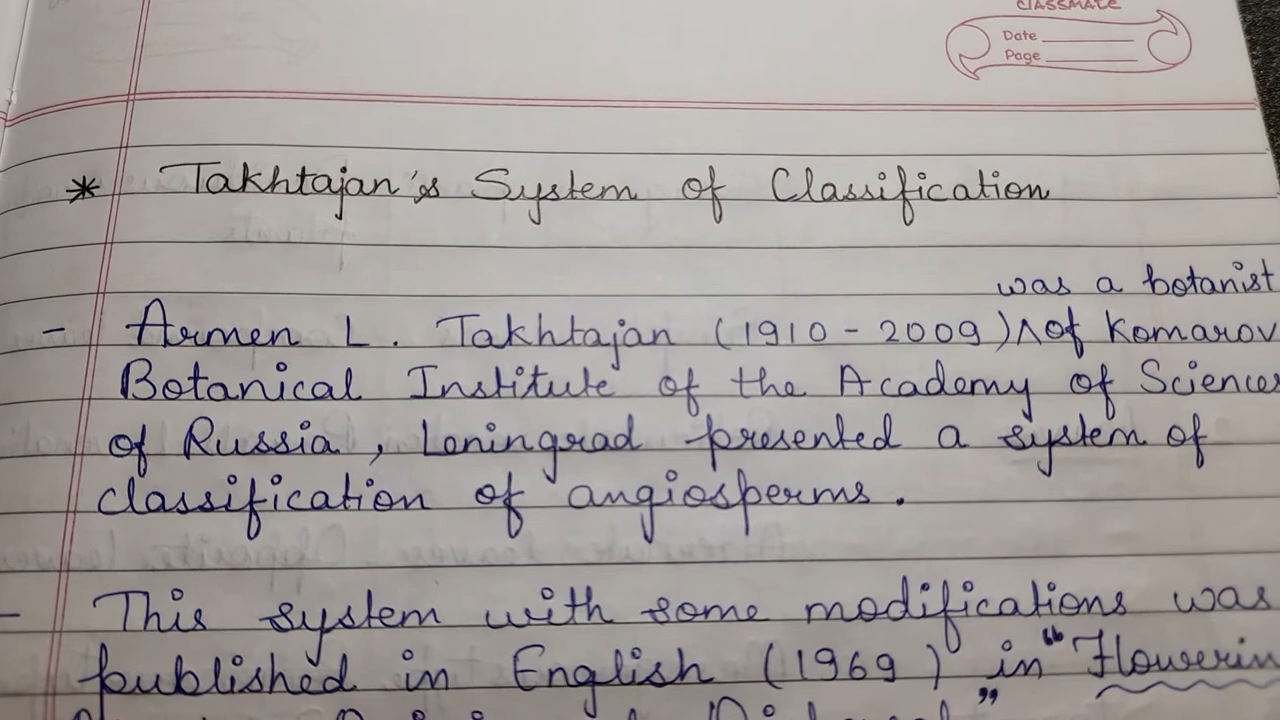 CLASSMATE
Date
Page
* Takhtajan's System of Classification
was a botanist
- Armen L. Takhtajan (1910 - 2009) ^ of Komarov
Botanical Institute of the Academy of Sciences
of Russia, Leningrad presented a system of
classification of angiosperms.
- This system with some modifications was
published in English (1969) in "Flowerin
"